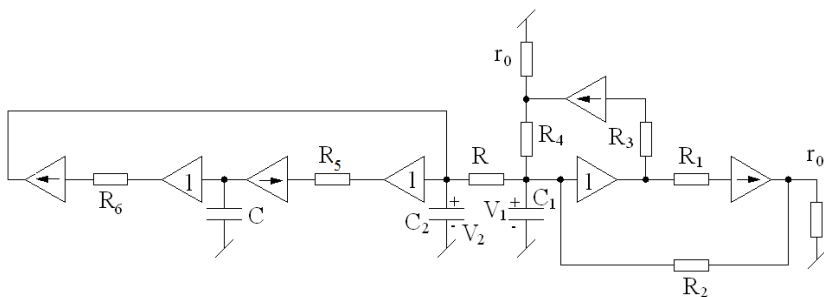 r₀
R₄
R₃
r₀
R₅
R
R₁
1
1
1
R₆
C
C₂
+
-
V₂
V₁
+
-
C₁
R₂